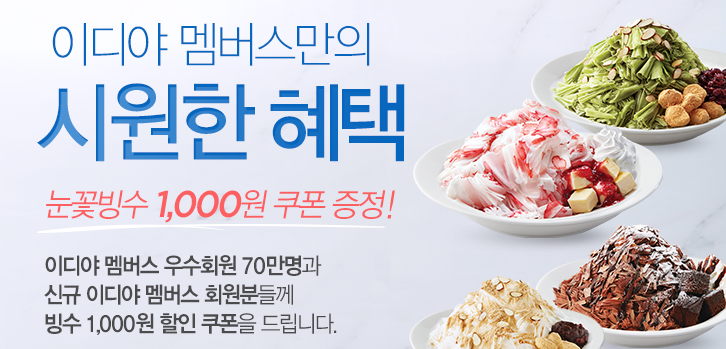 이디야 멤버스만의
시원한 혜택
눈꽃빙수 1,000원 쿠폰 증정!
이디야 멤버스 우수회원 70만명과
신규 이디야 멤버스 회원분들께
빙수 1,000원 할인 쿠폰을 드립니다.